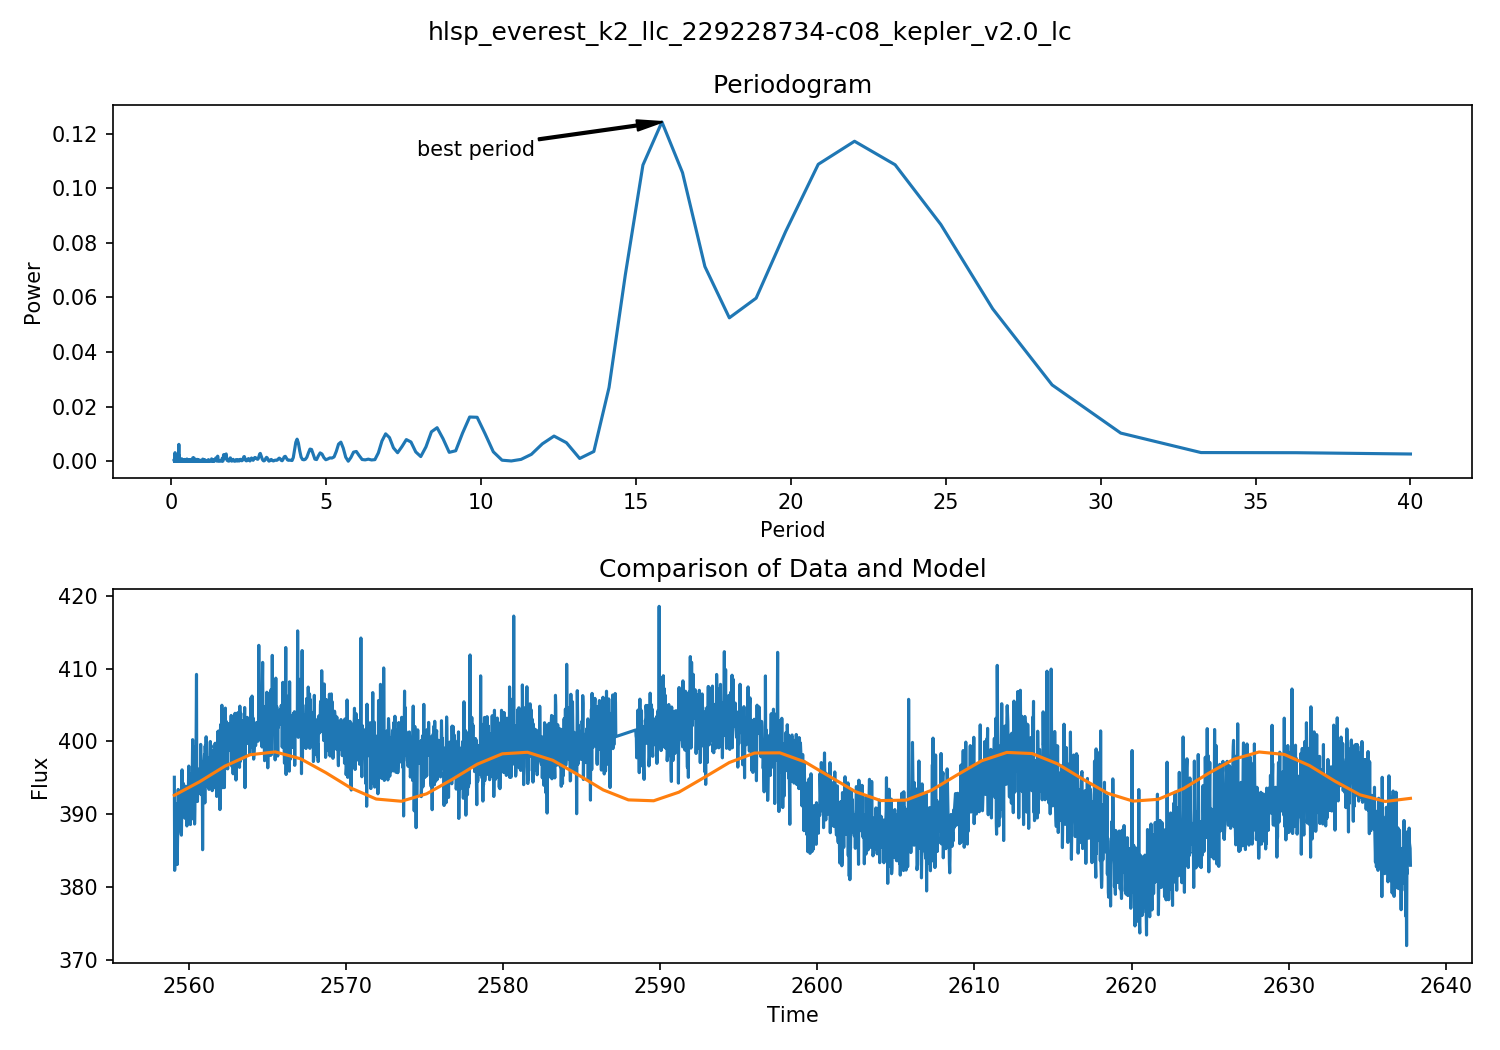 hlsp_everest_k2_llc_229228734-c08_kepler_v2.0_lc
Periodogram
0.12
0.10
0.08
0.06
0.04
0.02
0.00
Power
best period
0 5 10 15 20 25 30 35 40
Period
Comparison of Data and Model
420
410
400
390
380
370
Flux
2560 2570 2580 2590 2600 2610 2620 2630 2640
Time